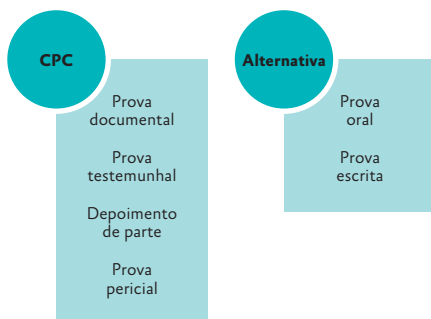 CPC
Prova
documental
Prova
testemunhal
Depoimento
de parte
Prova
pericial
Alternativa
Prova
oral
Prova
escrita